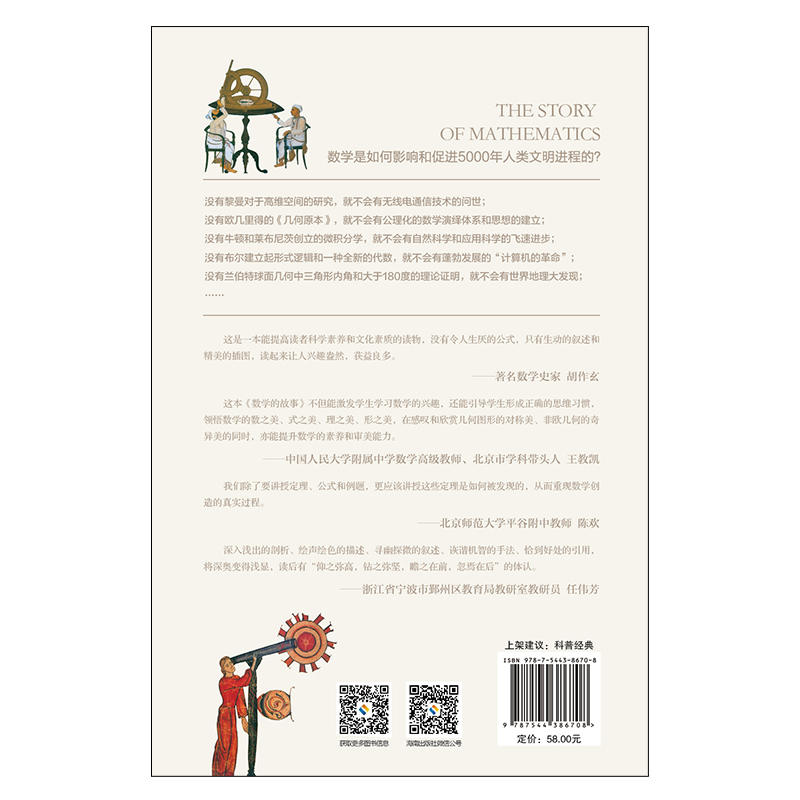 THE STORY
OF MATHEMATICS
数学是如何影响和促进5000年人类文明进程的?
没有黎曼对于高维空间的研究，就不会有无线电通信技术的问世；
没有欧几里得的《几何原本》，就不会有公理化的数学演绎体系和思想的建立；
没有牛顿和莱布尼茨创立的微积分学，就不会有自然科学和应用科学的飞速进步；
没有布尔建立起形式逻辑和一种全新的代数，就不会有蓬勃发展的“计算机的革命”；
没有兰伯特球面几何中三角形内角和大于180度的理论证明，就不会有世界地理大发现；
……
这是一本能提高读者科学素养和文化素质的读物，没有令人生厌的公式，只有生动的叙述和
精美的插图，读起来让人兴趣盎然，获益良多。
——著名数学史家 胡作玄
这本《数学的故事》不但能激发学生学习数学的兴趣，还能引导学生形成正确的思维习惯，
领悟数学的数之美、式之美、理之美、形之美，在感叹和欣赏几何图形的对称美、非欧几何的奇
异美的同时，亦能提升数学的素养和审美能力。
——中国人民大学附属中学数学高级教师、北京市学科带头人 王教凯
我们除了要讲授定理、公式和例题，更应该讲授这些定理是如何被发现的，从而重现数学创
造的真实过程。
——北京师范大学平谷附中教师 陈欢
深入浅出的剖析、绘声绘色的描述、寻幽探微的叙述、诙谐机智的手法、恰到好处的引用，
将深奥变得浅显，读后有“仰之弥高，钻之弥坚，瞻之在前，忽焉在后”的体认。
——浙江省宁波市鄞州区教育局教研室教研员 任伟芳
上架建议：科普经典
ISBN 978-7-5443-8670-8
9 787544 386708 >
定价：58.00元
获取更多图书信息
海南出版社微信公号